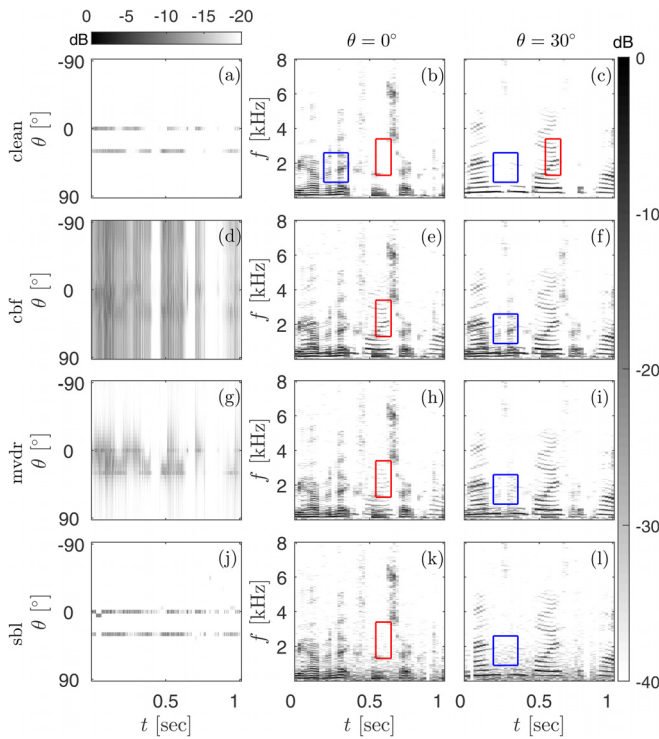 0 -5 -10 -15 -20
dB
θ = 0° θ = 30° dB
-90 0 90
clean θ [°]
(a)
8 6 4 2
f [kHz]
(b)
(c)
0
-90 0 90
cbf θ [°]
(d)
8 6 4 2
f [kHz]
(e)
(f)
-10
-90 0 90
mvdr θ [°]
(g)
8 6 4 2
f [kHz]
(h)
(i)
-20
-30
-90 0 90
sbl θ [°]
(j)
8 6 4 2
f [kHz]
(k)
(l)
-40
0.5 1
t [sec]
0 0.5 1
t [sec]
0 0.5 1
t [sec]